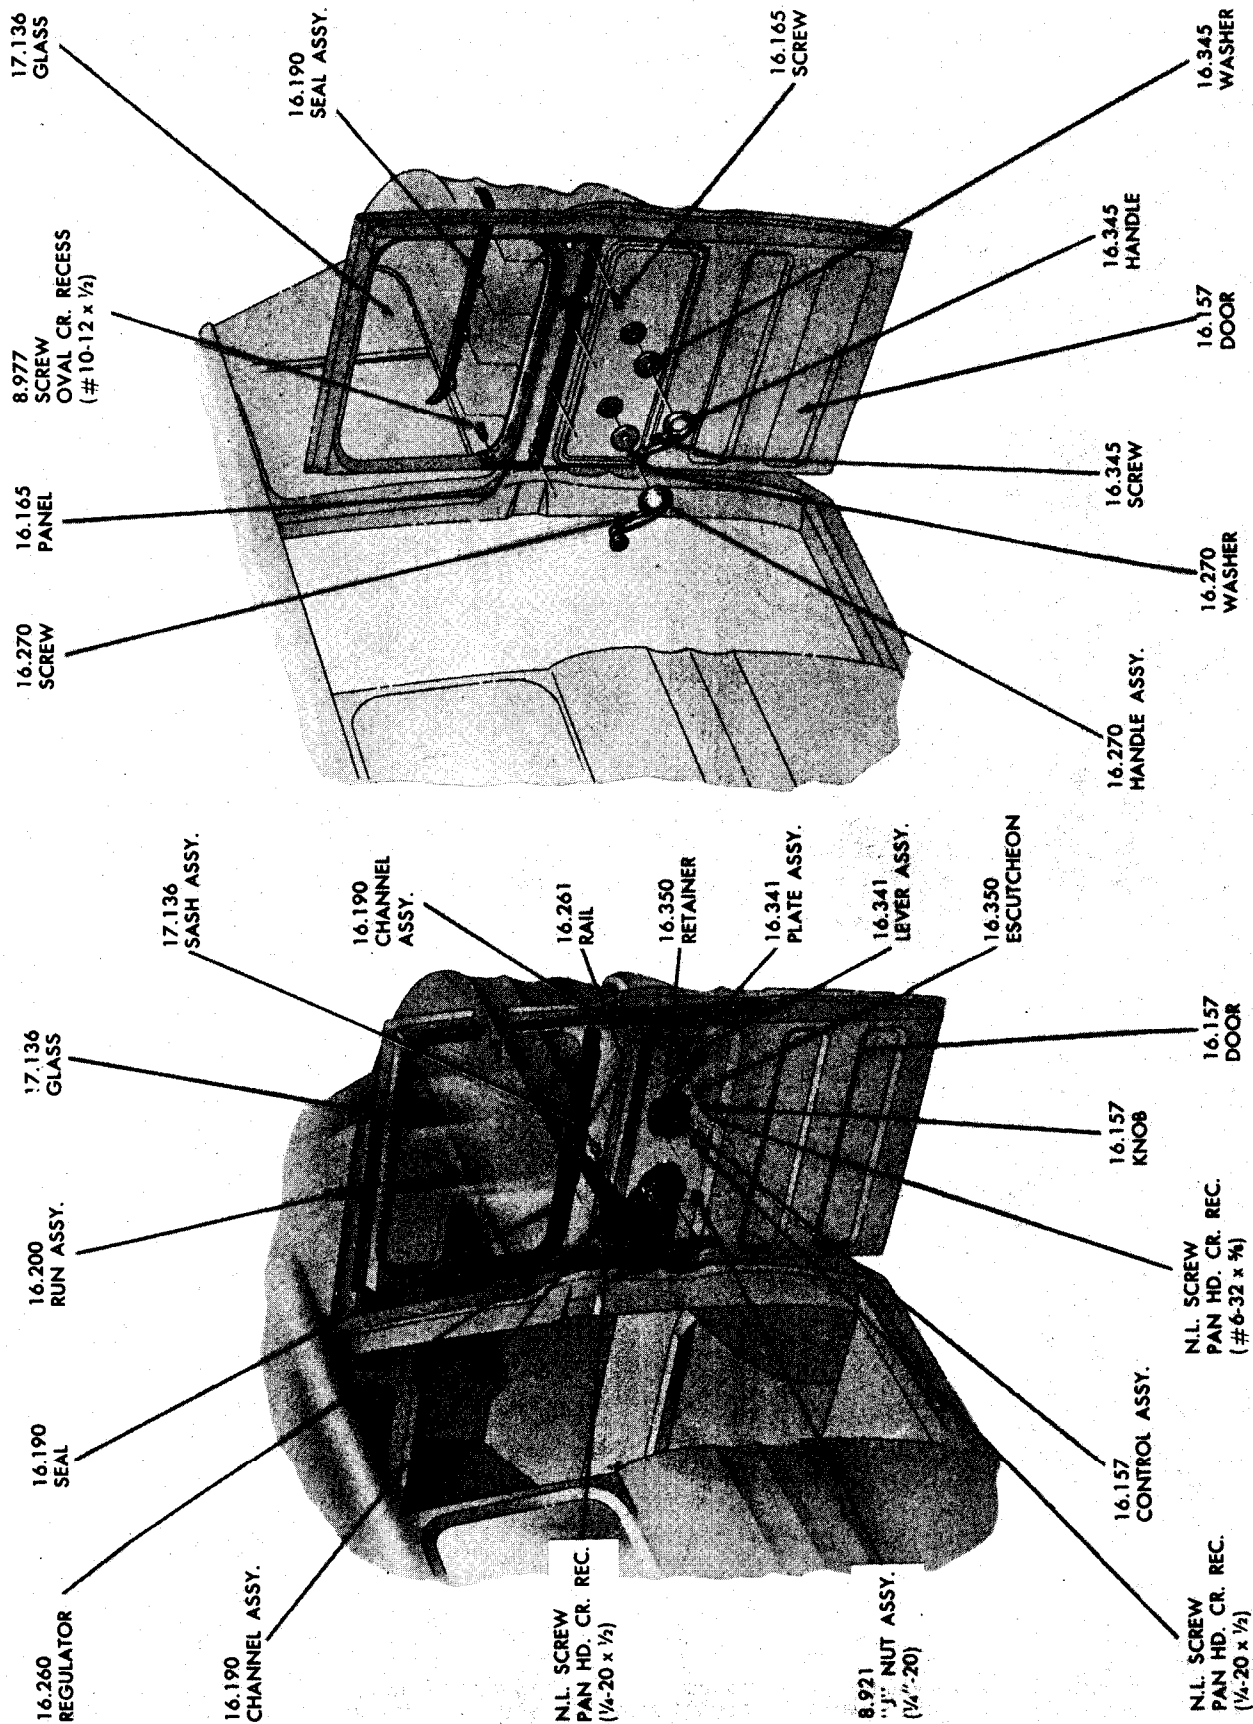 16.260
REGULATOR
16.190
SEAL
16.200
RUN ASSY.
17.136
GLASS
16.190
CHANNEL ASSY.
17.136
SASH ASSY.
16.190
CHANNEL
ASSY.
16.261
RAIL
16.350
RETAINER
16.341
PLATE ASSY.
16.341
LEVER ASSY.
16.350
ESCUTCHEON
N.L. SCREW
PAN HD. CR. REC.
(¼-20 x ½)
8.921
"J" NUT ASSY.
(¼"-20)
N.L. SCREW
PAN HD. CR. REC.
(¼-20 x ½)
16.157
CONTROL ASSY.
N.L. SCREW
PAN HD. CR. REC.
(#6-32 x ⅜)
16.157
KNOB
16.157
DOOR
16.270
SCREW
16.165
PANEL
8.977
SCREW
OVAL CR. RECESS
(#10-12 x ½)
17.136
GLASS
16.190
SEAL ASSY.
16.165
SCREW
16.345
WASHER
16.345
HANDLE
16.157
DOOR
16.345
SCREW
16.270
WASHER
16.270
HANDLE ASSY.